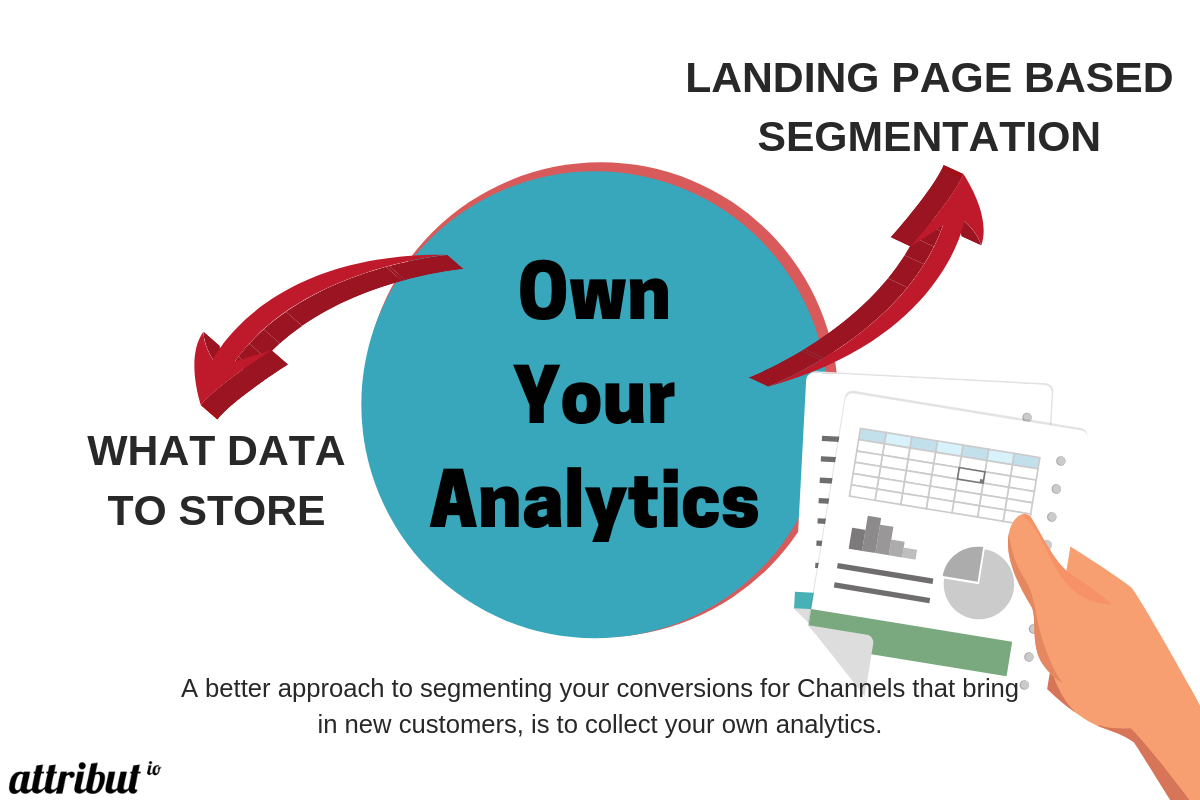 LANDING PAGE BASED
SEGMENTATION
Own
Your
Analytics
WHAT DATA
TO STORE
A better approach to segmenting your conversions for Channels that bring
in new customers, is to collect your own analytics.
attribut io